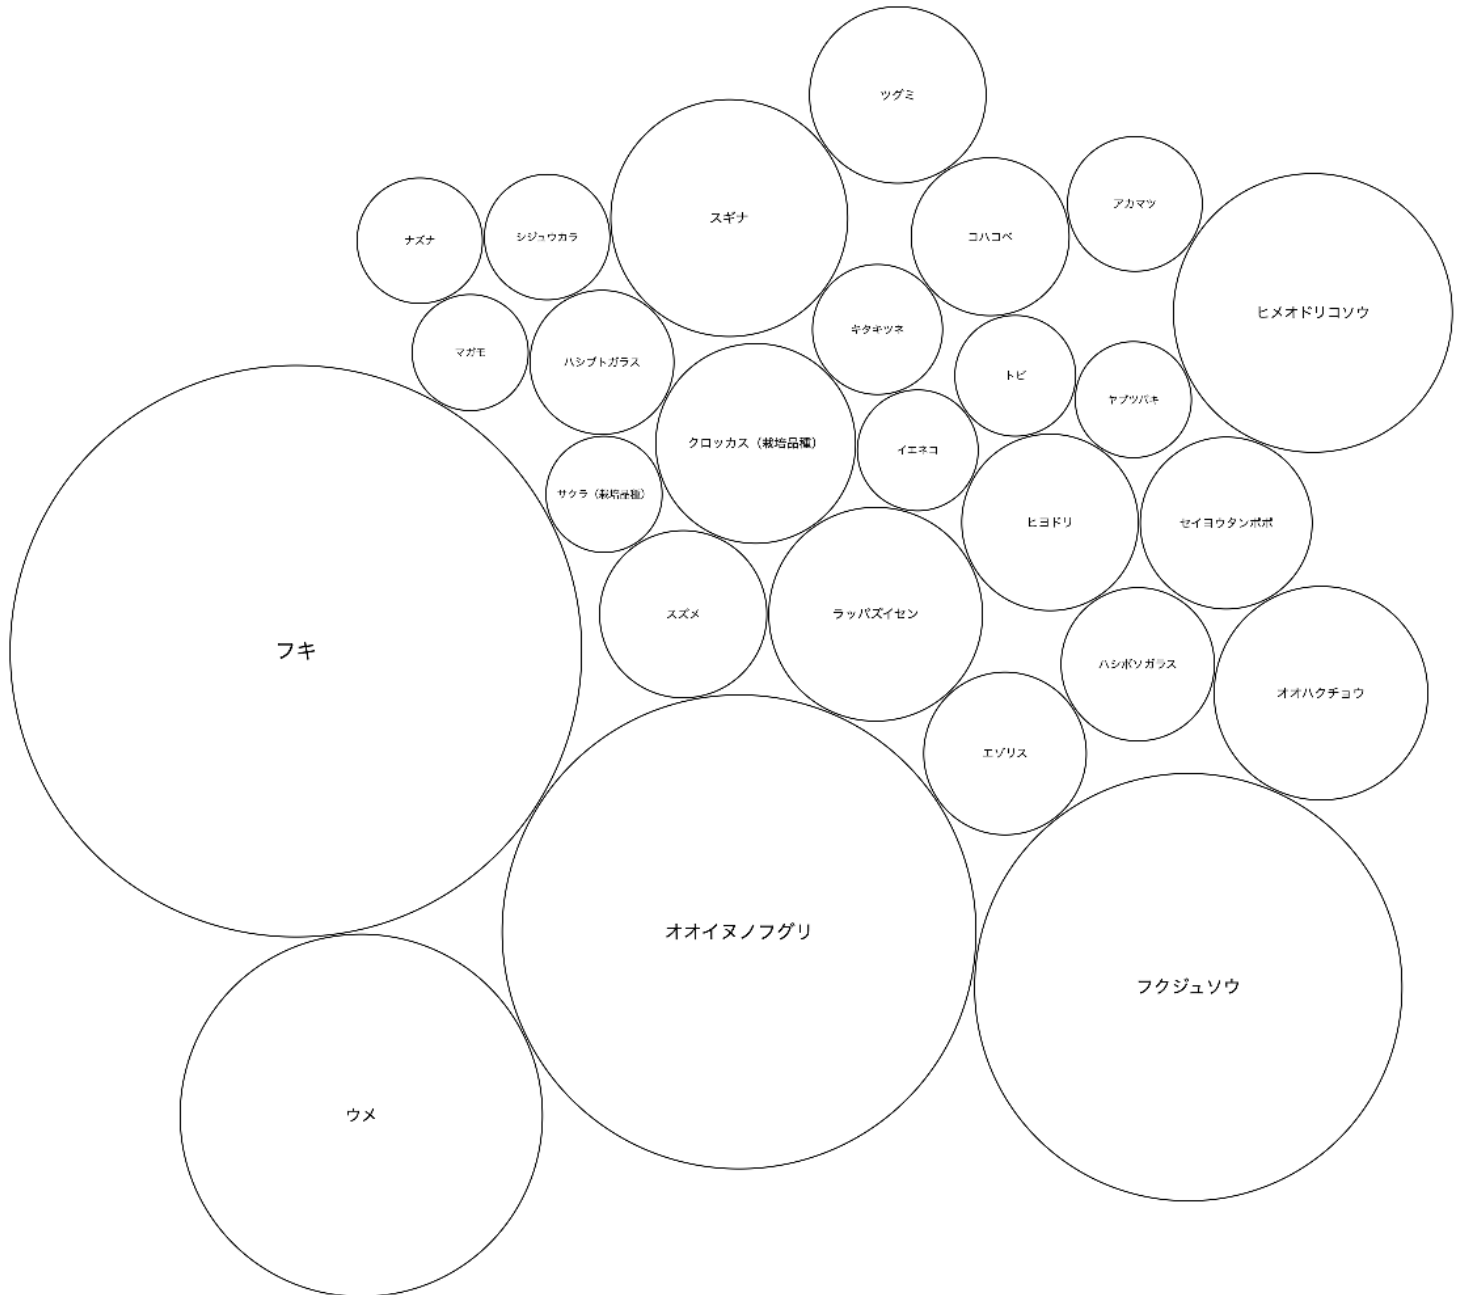 ツグミ
アカマツ
スギナ
コハコベ
シジュウカラ
ナズナ
ヒメオドリコソウ
キタキツネ
マガモ
ハシブトガラス
トビ
ヤブツバキ
クロッカス（栽培品種）
イエネコ
サクラ（栽培品種）
ヒヨドリ
セイヨウタンポポ
スズメ
ラッパズイセン
フキ
ハシボソガラス
オオハクチョウ
エゾリス
オオイヌノフグリ
フクジュソウ
ウメ